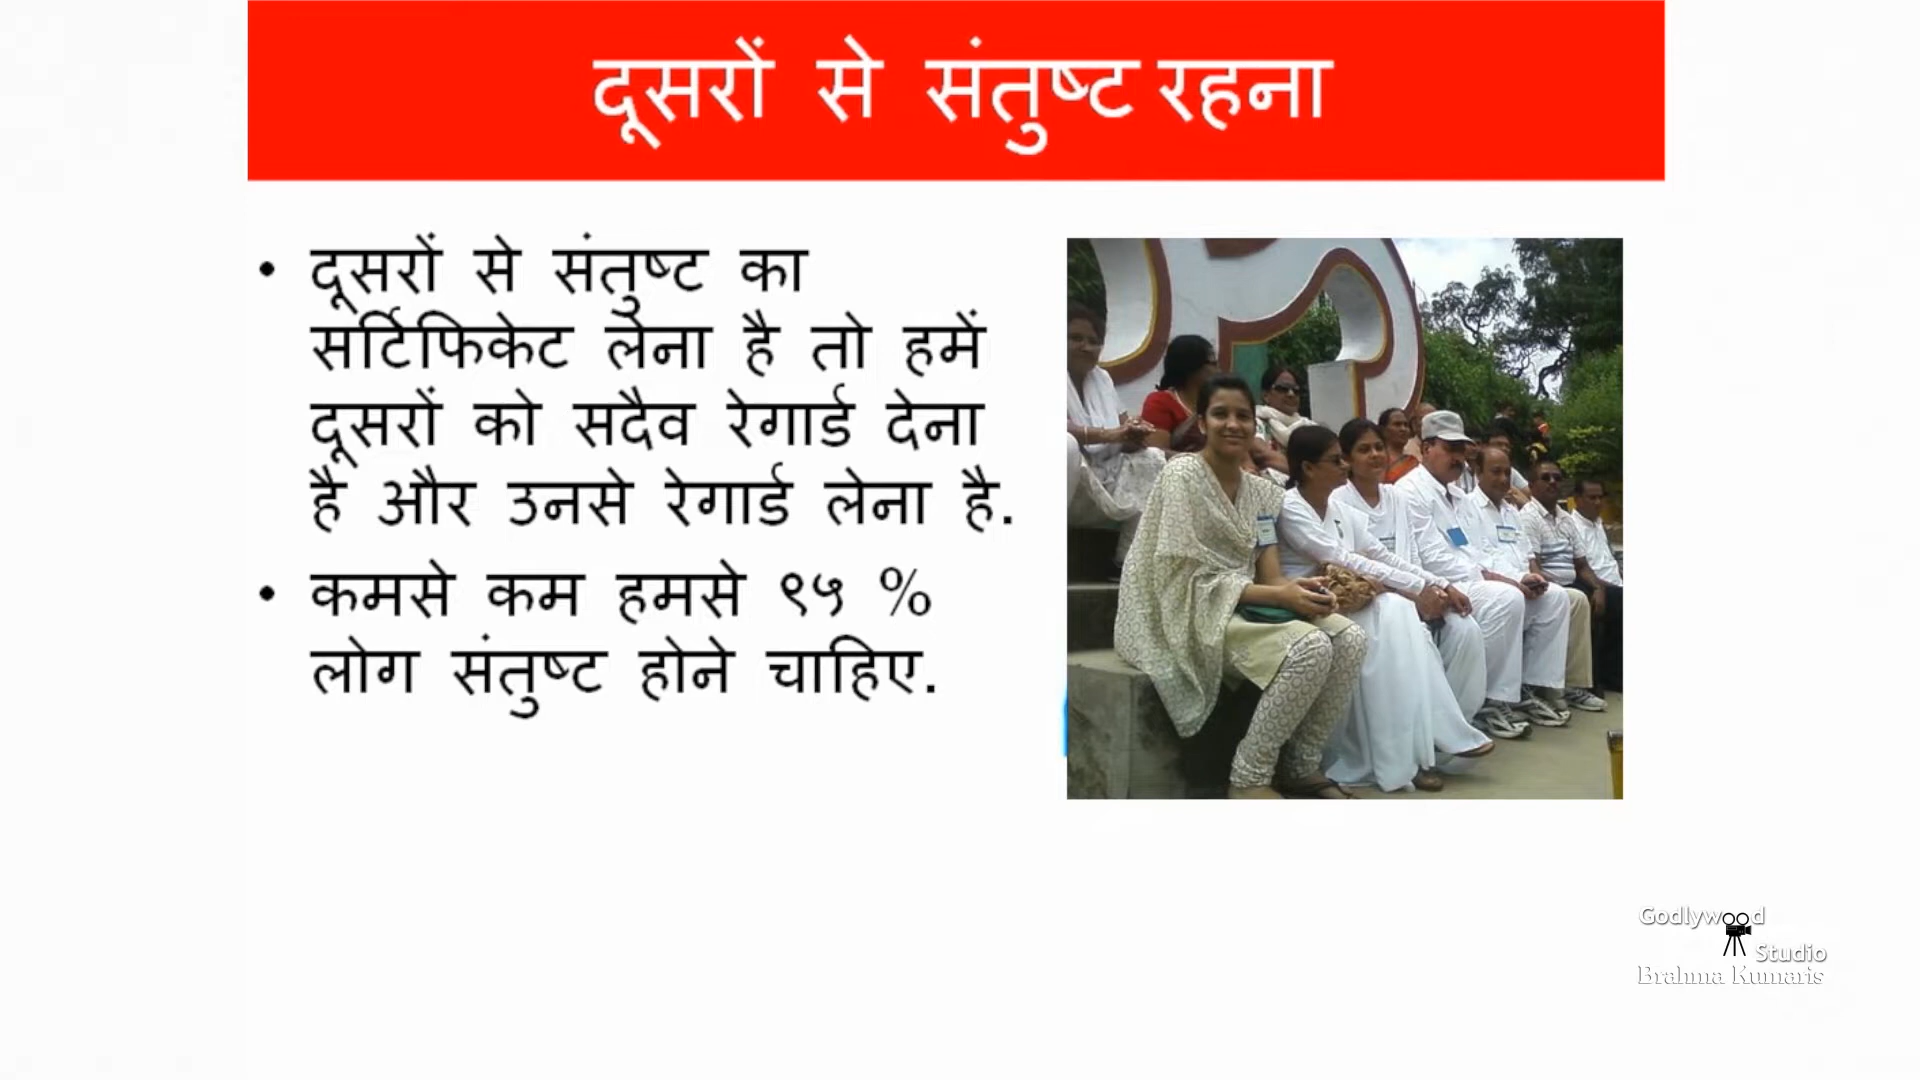 दूसरों से संतुष्ट रहना
• दूसरों से संतुष्ट का
सर्टिफिकेट लेना है तो हमें
दूसरों को सदैव रेगार्ड देना
है और उनसे रेगार्ड लेना है.
• कमसे कम हमसे ९५ %
लोग संतुष्ट होने चाहिए.
Godlywood
Studio
Brahma Kumaris